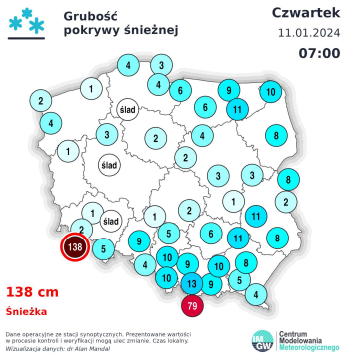 Grubość
pokrywy śnieżnej
Czwartek
11.01.2024
07:00
4
3
4
1
6
9
10
2
ślad
6
11
4
3
2
4
8
1
ślad
2
3
3
8
1
2
1
2
1
ślad
11
2
5
6
11
8
138
5
9
10
9
10
8
4
10
13
9
5
4
79
138 cm
Śnieżka
Dane operacyjne ze stacji synoptycznych. Prezentowane wartości
w procesie kontroli i weryfikacji mogą ulec zmianie. Czas lokalny.
Wizualizacja danych: dr Alan Mandal
IM
GW
Centrum
Modelowania
Meteorologicznego